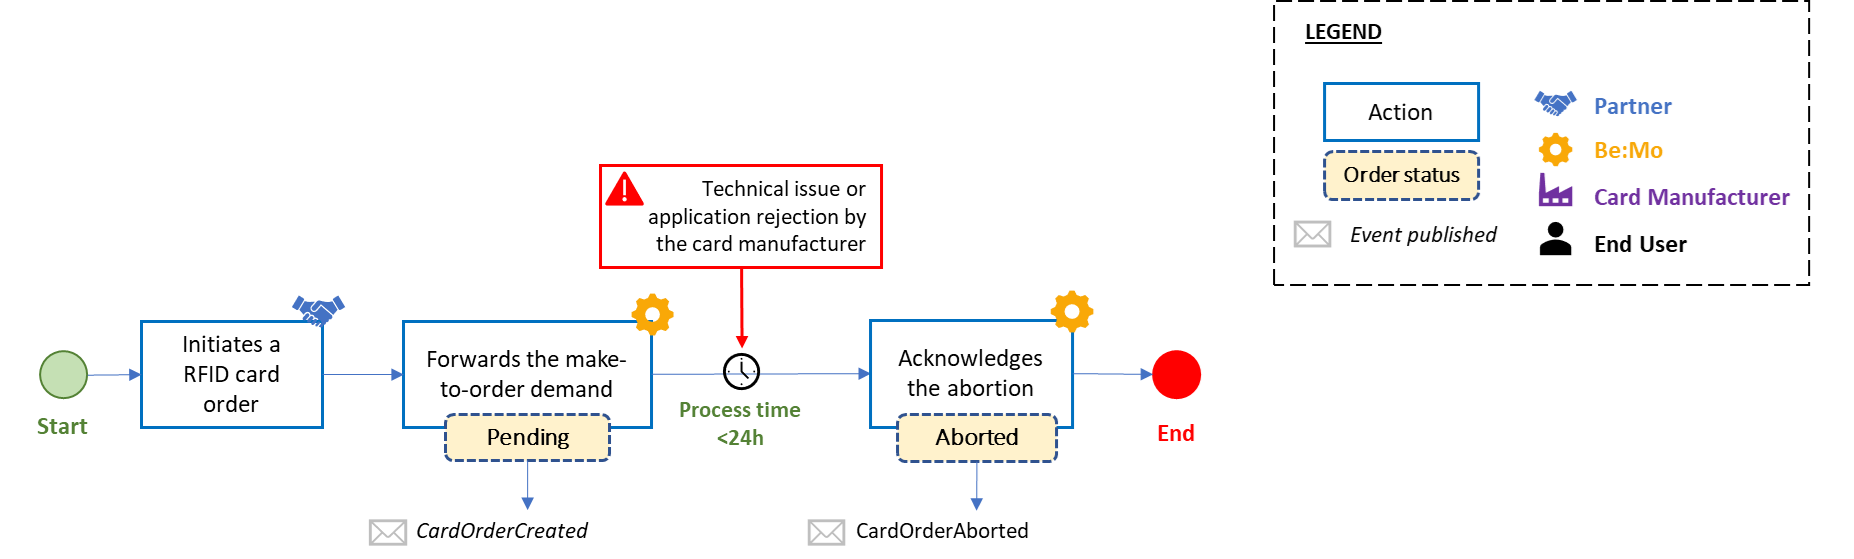 LEGEND
Action
Order status
Event published
Partner
Be:Mo
Card Manufacturer
End User
Technical issue or
application rejection by
the card manufacturer
Start
Initiates a
RFID card
order
Forwards the make-
to-order demand
Pending
CardOrderCreated
Process time
<24h
Acknowledges
the abortion
Aborted
CardOrderAborted
End